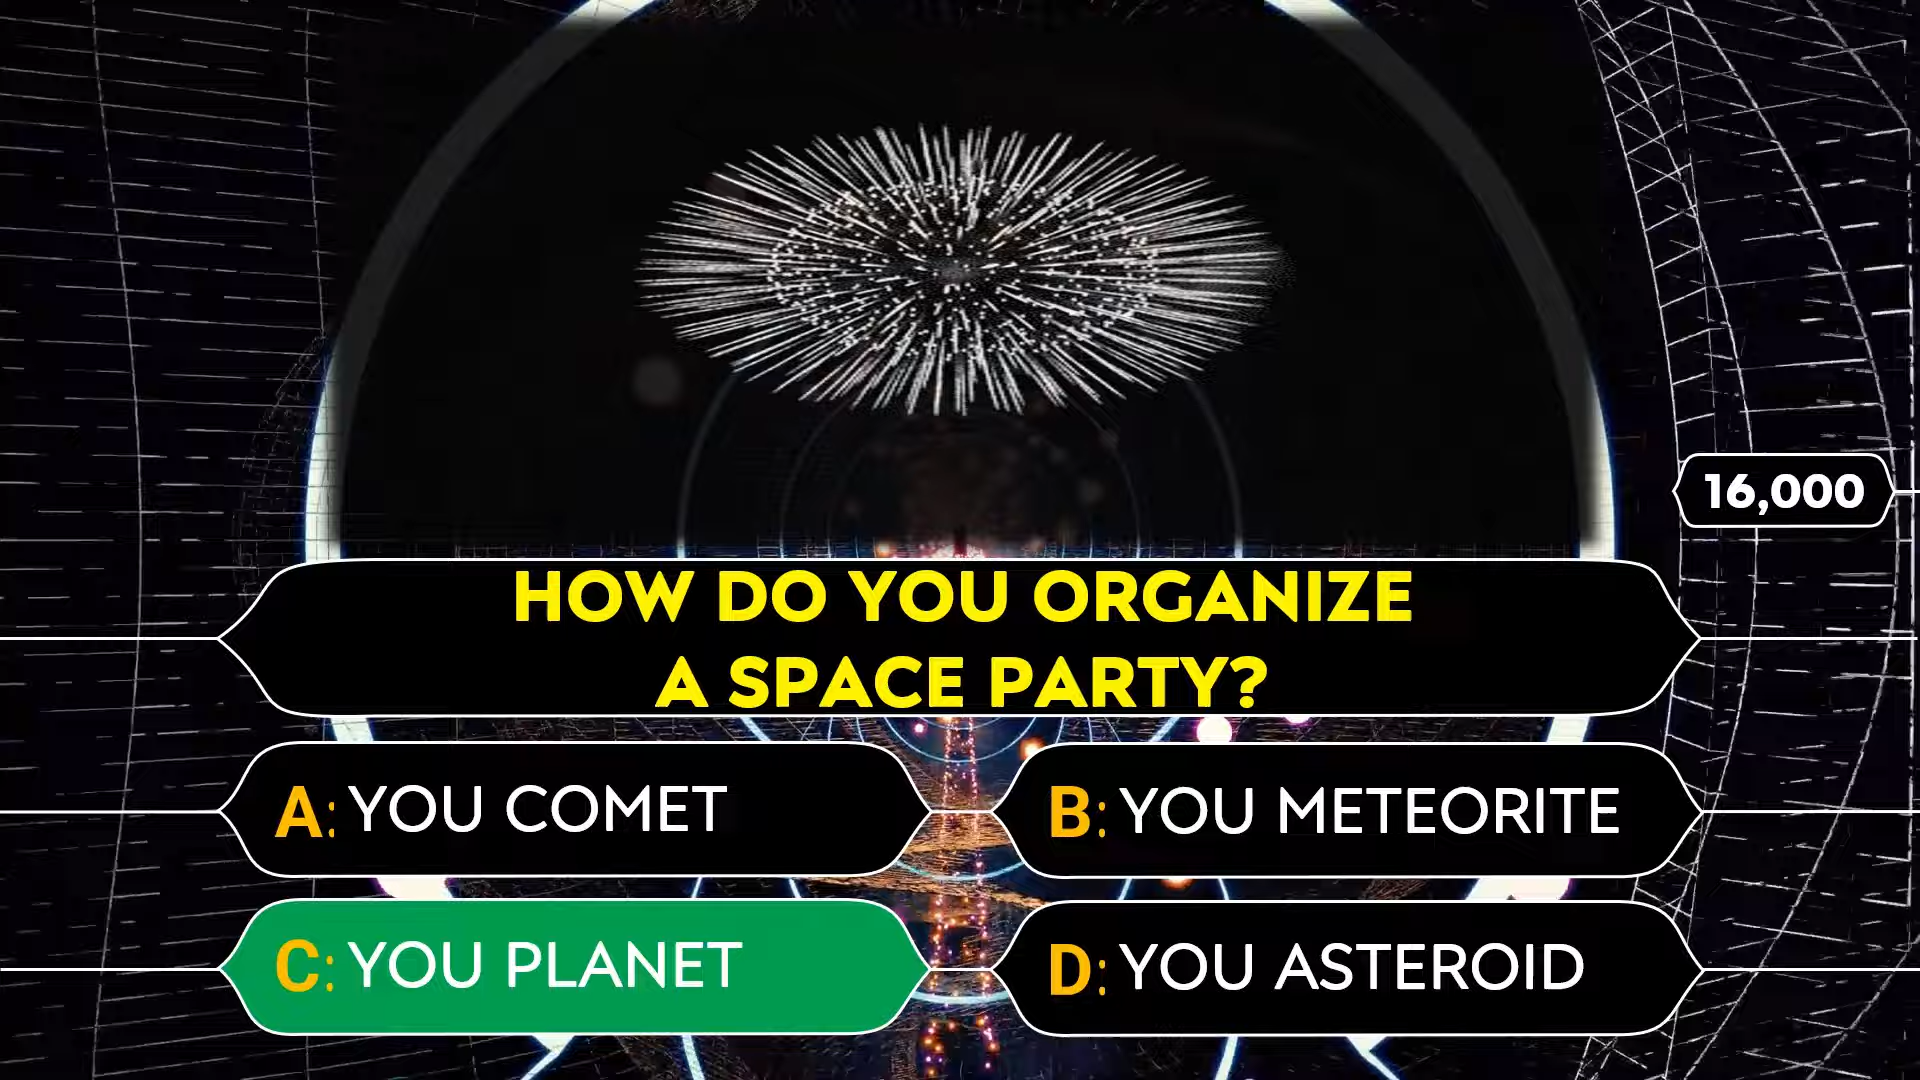 16,000
HOW DO YOU ORGANIZE
A SPACE PARTY?
A: YOU COMET
B: YOU METEORITE
C: YOU PLANET
D: YOU ASTEROID